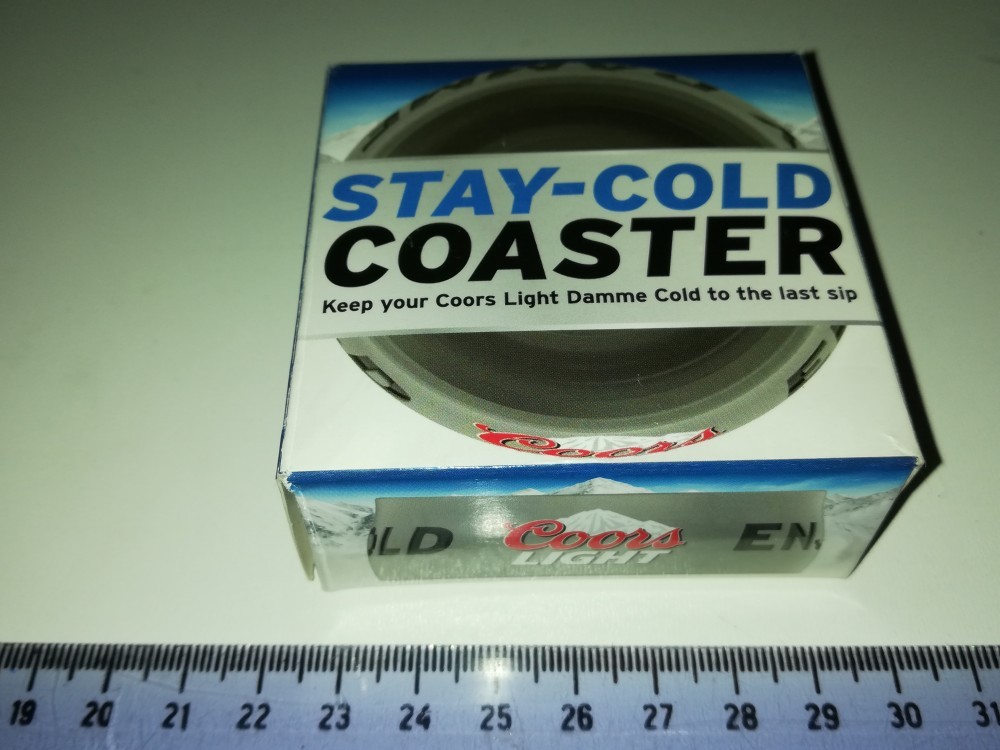 STAY-COLD
COASTER
Keep your Coors Light Damme Cold to the last sip
Coors
OLD Coors LIGHT EN
19 20 21 22 23 24 25 26 27 28 29 30 31